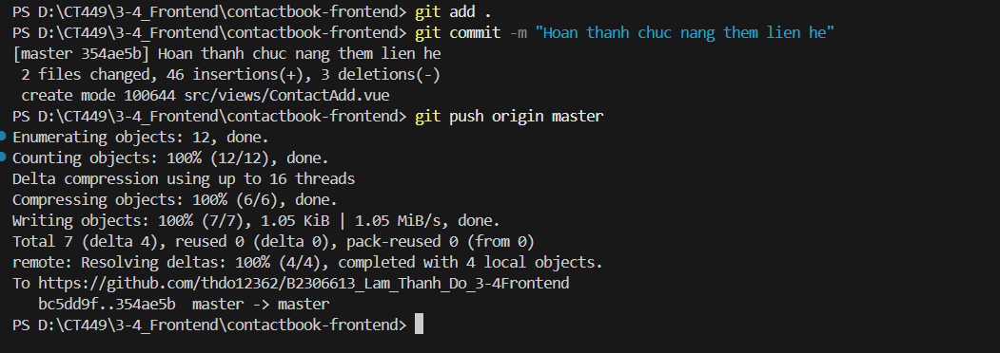 PS D:\CT449\3-4_Frontend\contactbook-frontend> git add .
PS D:\CT449\3-4_Frontend\contactbook-frontend> git commit -m "Hoan thanh chuc nang them lien he"
[master 354ae5b] Hoan thanh chuc nang them lien he
 2 files changed, 46 insertions(+), 3 deletions(-)
 create mode 100644 src/views/ContactAdd.vue
PS D:\CT449\3-4_Frontend\contactbook-frontend> git push origin master
Enumerating objects: 12, done.
Counting objects: 100% (12/12), done.
Delta compression using up to 16 threads
Compressing objects: 100% (6/6), done.
Writing objects: 100% (7/7), 1.05 KiB | 1.05 MiB/s, done.
Total 7 (delta 4), reused 0 (delta 0), pack-reused 0 (from 0)
remote: Resolving deltas: 100% (4/4), completed with 4 local objects.
To https://github.com/thdo12362/B2306613_Lam_Thanh_Do_3-4Frontend
   bc5dd9f..354ae5b  master -> master
PS D:\CT449\3-4_Frontend\contactbook-frontend>